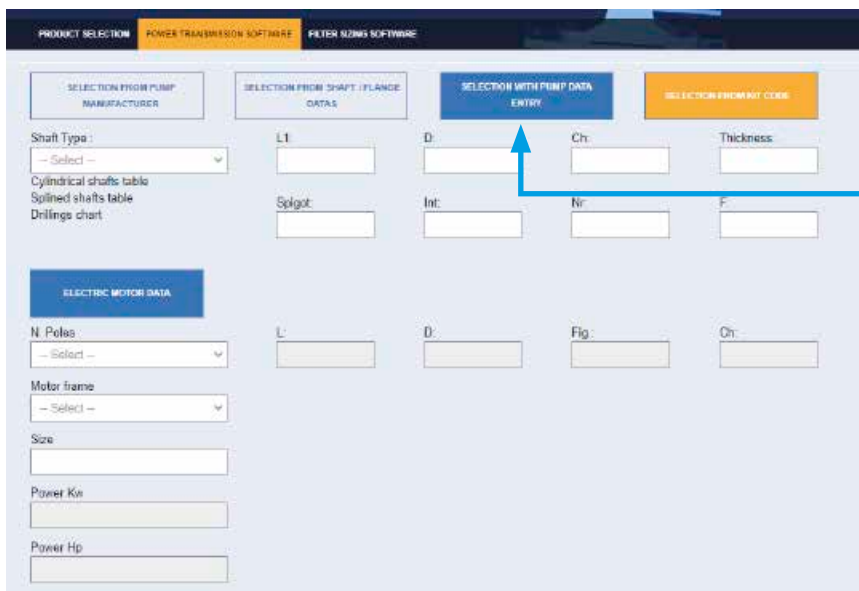 PRODUCT SELECTION POWER TRANSMISSION SOFTWARE FILTER SIZING SOFTWARE
SELECTION FROM PUMP MANUFACTURER
SELECTION FROM SHAFT / FLANGE DATAS
SELECTION WITH PUMP DATA ENTRY
SELECTION FROM KIT CODE
Shaft Type : L1: D: Ch: Thickness:
-- Select --
Cylindrical shafts table
Splined shafts table
Drillings chart
Spigot: Int: Nr: F:
ELECTRIC MOTOR DATA
N. Poles L: D: Fig.: Ch:
-- Select --
Motor frame
-- Select --
Size
Power Kw
Power Hp